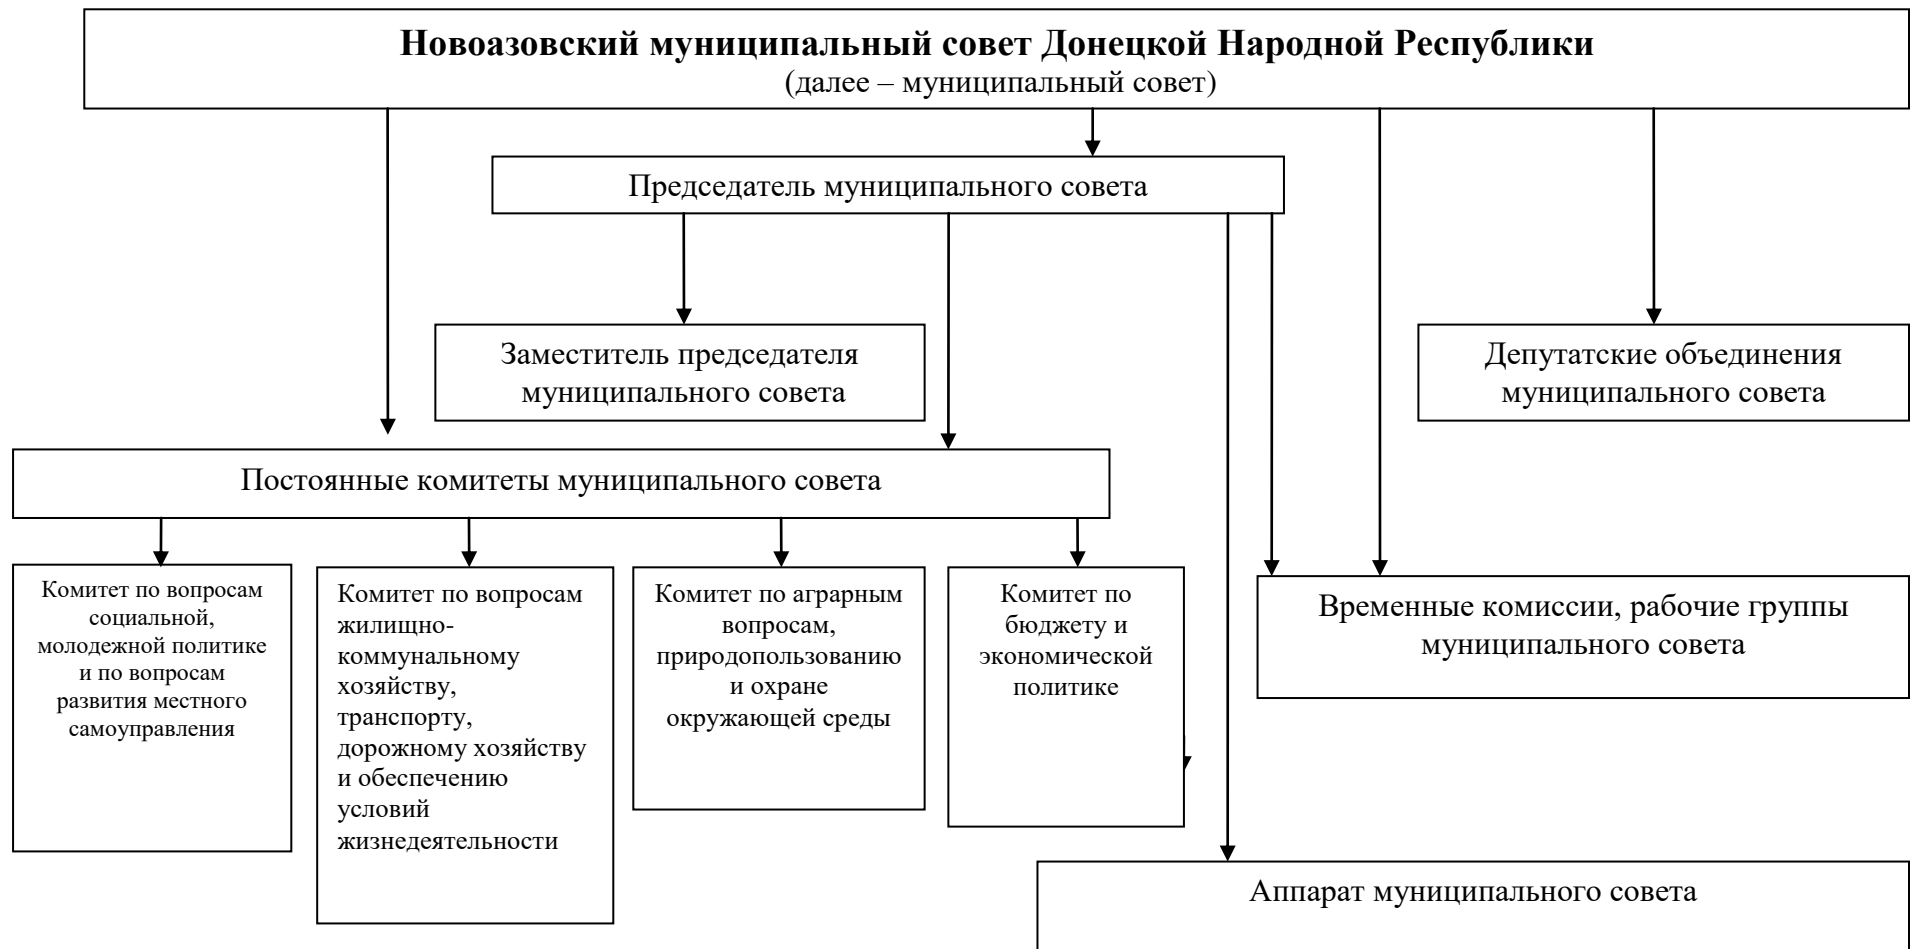 Новоазовский муниципальный совет Донецкой Народной Республики
(далее – муниципальный совет)
Председатель муниципального совета
Заместитель председателя
муниципального совета
Депутатские объединения
муниципального совета
Постоянные комитеты муниципального совета
Комитет по вопросам
социальной,
молодежной политике
и по вопросам
развития местного
самоуправления
Комитет по вопросам
жилищно-
коммунальному
хозяйству,
транспорту,
дорожному хозяйству
и обеспечению
условий
жизнедеятельности
Комитет по аграрным
вопросам,
природопользованию
и охране
окружающей среды
Комитет по
бюджету и
экономической
политике
Временные комиссии, рабочие группы
муниципального совета
Аппарат муниципального совета